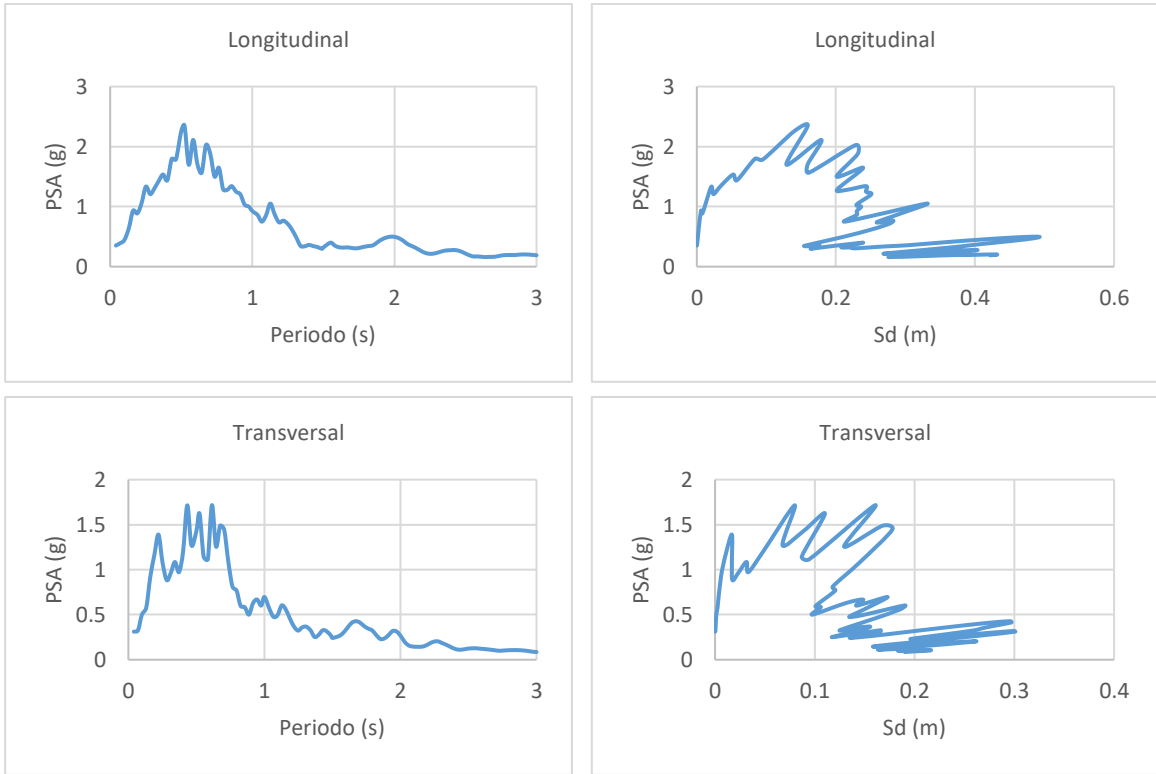 Longitudinal
3
2
1
0
PSA (g)
0 1 2 3
Periodo (s)
Longitudinal
3
2
1
0
PSA (g)
0 0.2 0.4 0.6
Sd (m)
Transversal
2
1.5
1
0.5
0
PSA (g)
0 1 2 3
Periodo (s)
Transversal
2
1.5
1
0.5
0
PSA (g)
0 0.1 0.2 0.3 0.4
Sd (m)